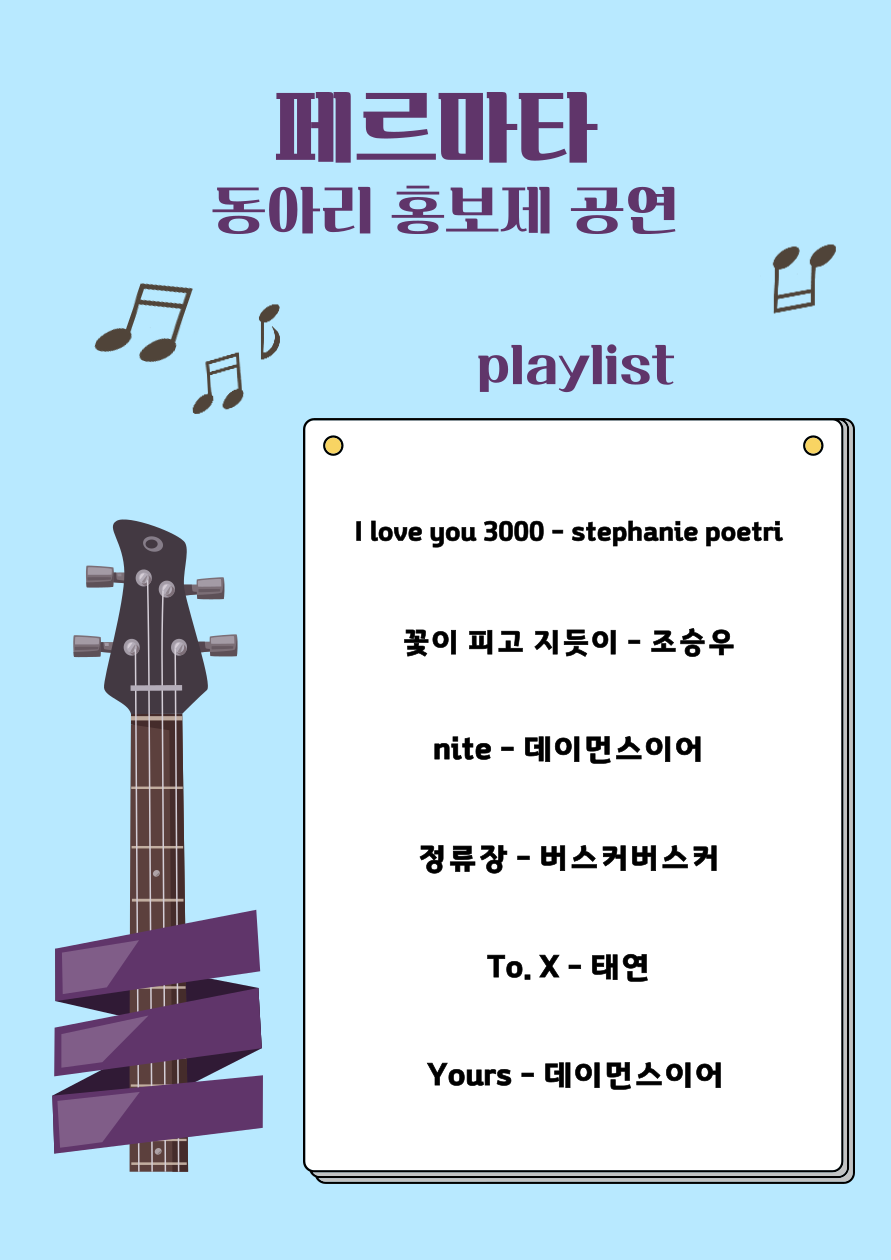 페르마타
동아리 홍보제 공연
playlist
I love you 3000 - stephanie poetri
꽃이 피고 지듯이 - 조승우
nite - 데이먼스이어
정류장 - 버스커버스커
To. X - 태연
Yours - 데이먼스이어